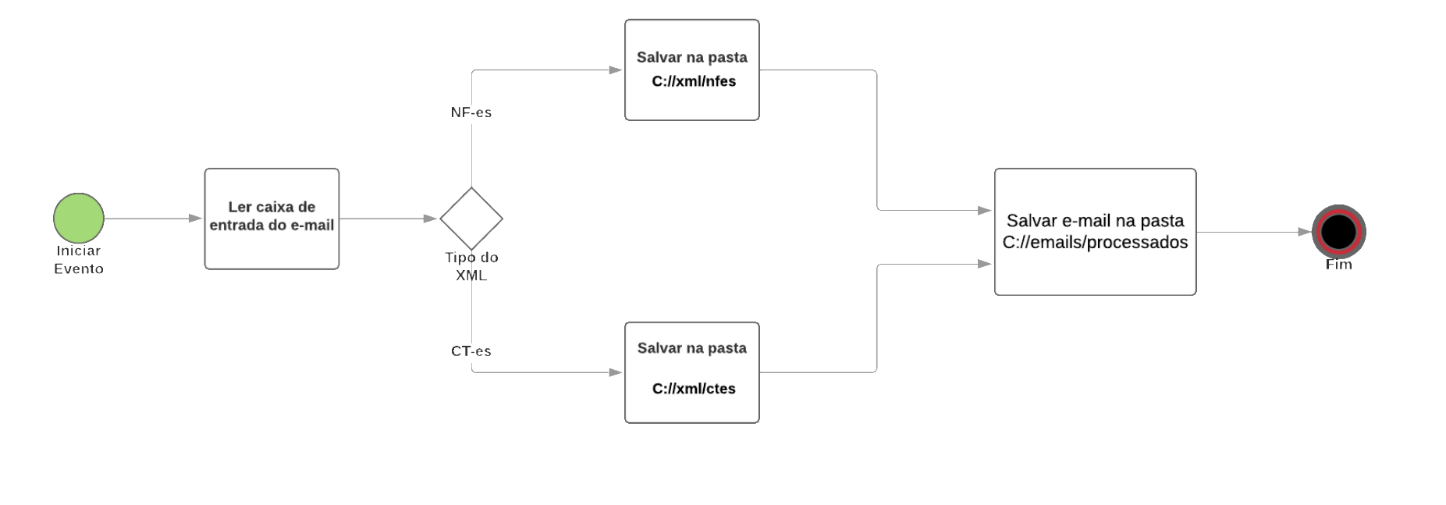 Iniciar
Evento
Ler caixa de
entrada do e-mail
Tipo do
XML
NF-es
Salvar na pasta
C://xml/nfes
CT-es
Salvar na pasta
C://xml/ctes
Salvar e-mail na pasta
C://emails/processados
Fim